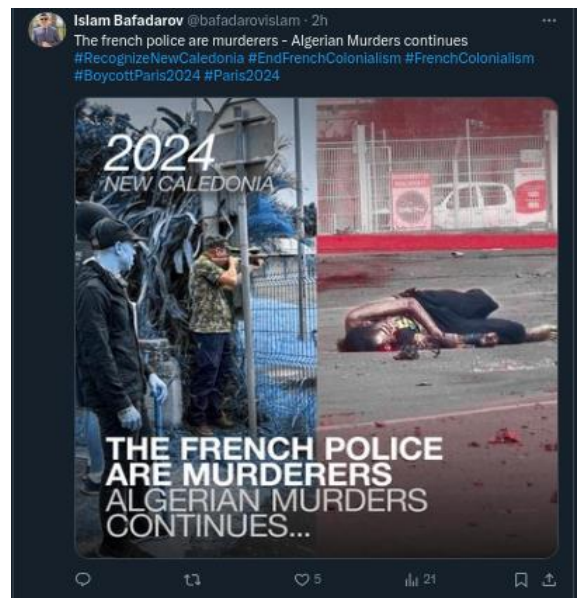 Islam Bafadarov @bafadarovislam · 2h
The french police are murderers - Algerian Murders continues
#RecognizeNewCaledonia #EndFrenchColonialism #FrenchColonialism
#BoycottParis2024 #Paris2024
2024
NEW CALEDONIA
THE FRENCH POLICE
ARE MURDERERS
ALGERIAN MURDERS
CONTINUES...
5
21